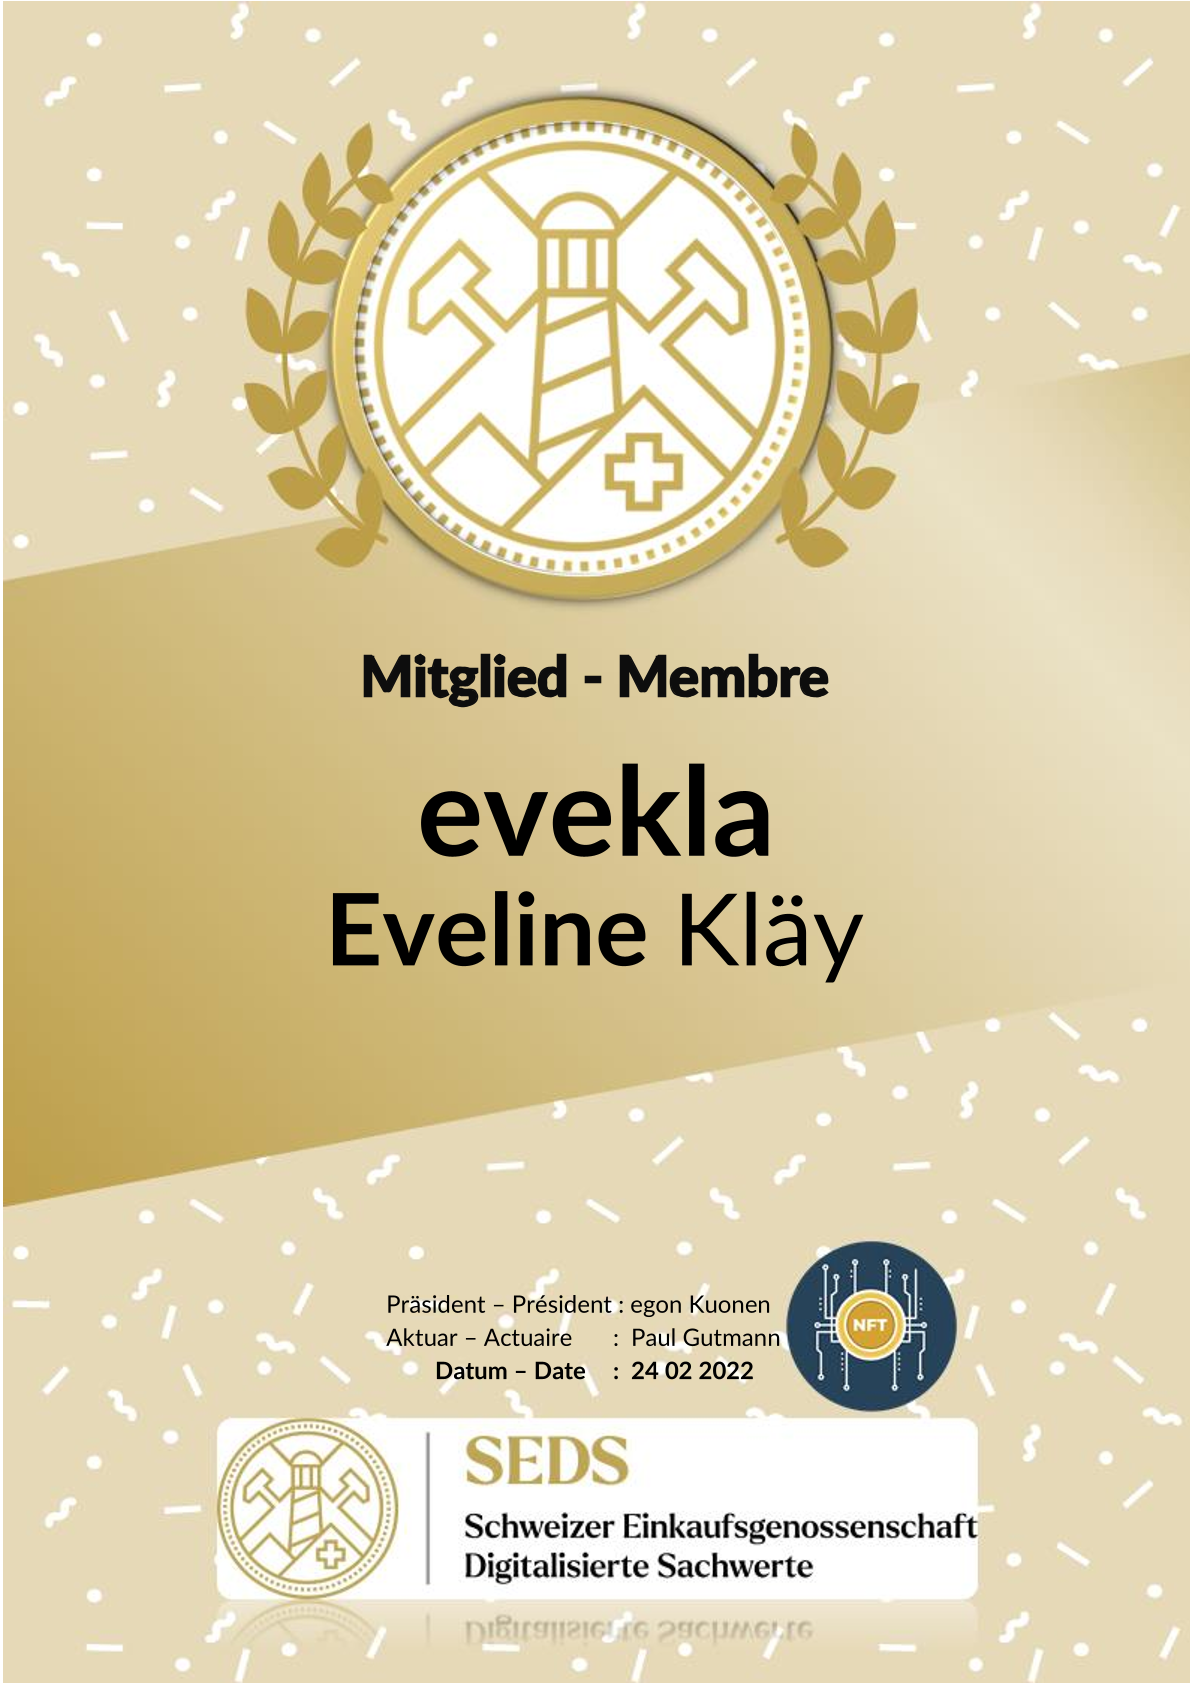 Mitglied - Membre
evekla
Eveline Kläy
Präsident – Président : egon Kuonen
Aktuar – Actuaire : Paul Gutmann
Datum – Date : 24 02 2022
NFT
SEDS
Schweizer Einkaufsgenossenschaft
Digitalisierte Sachwerte